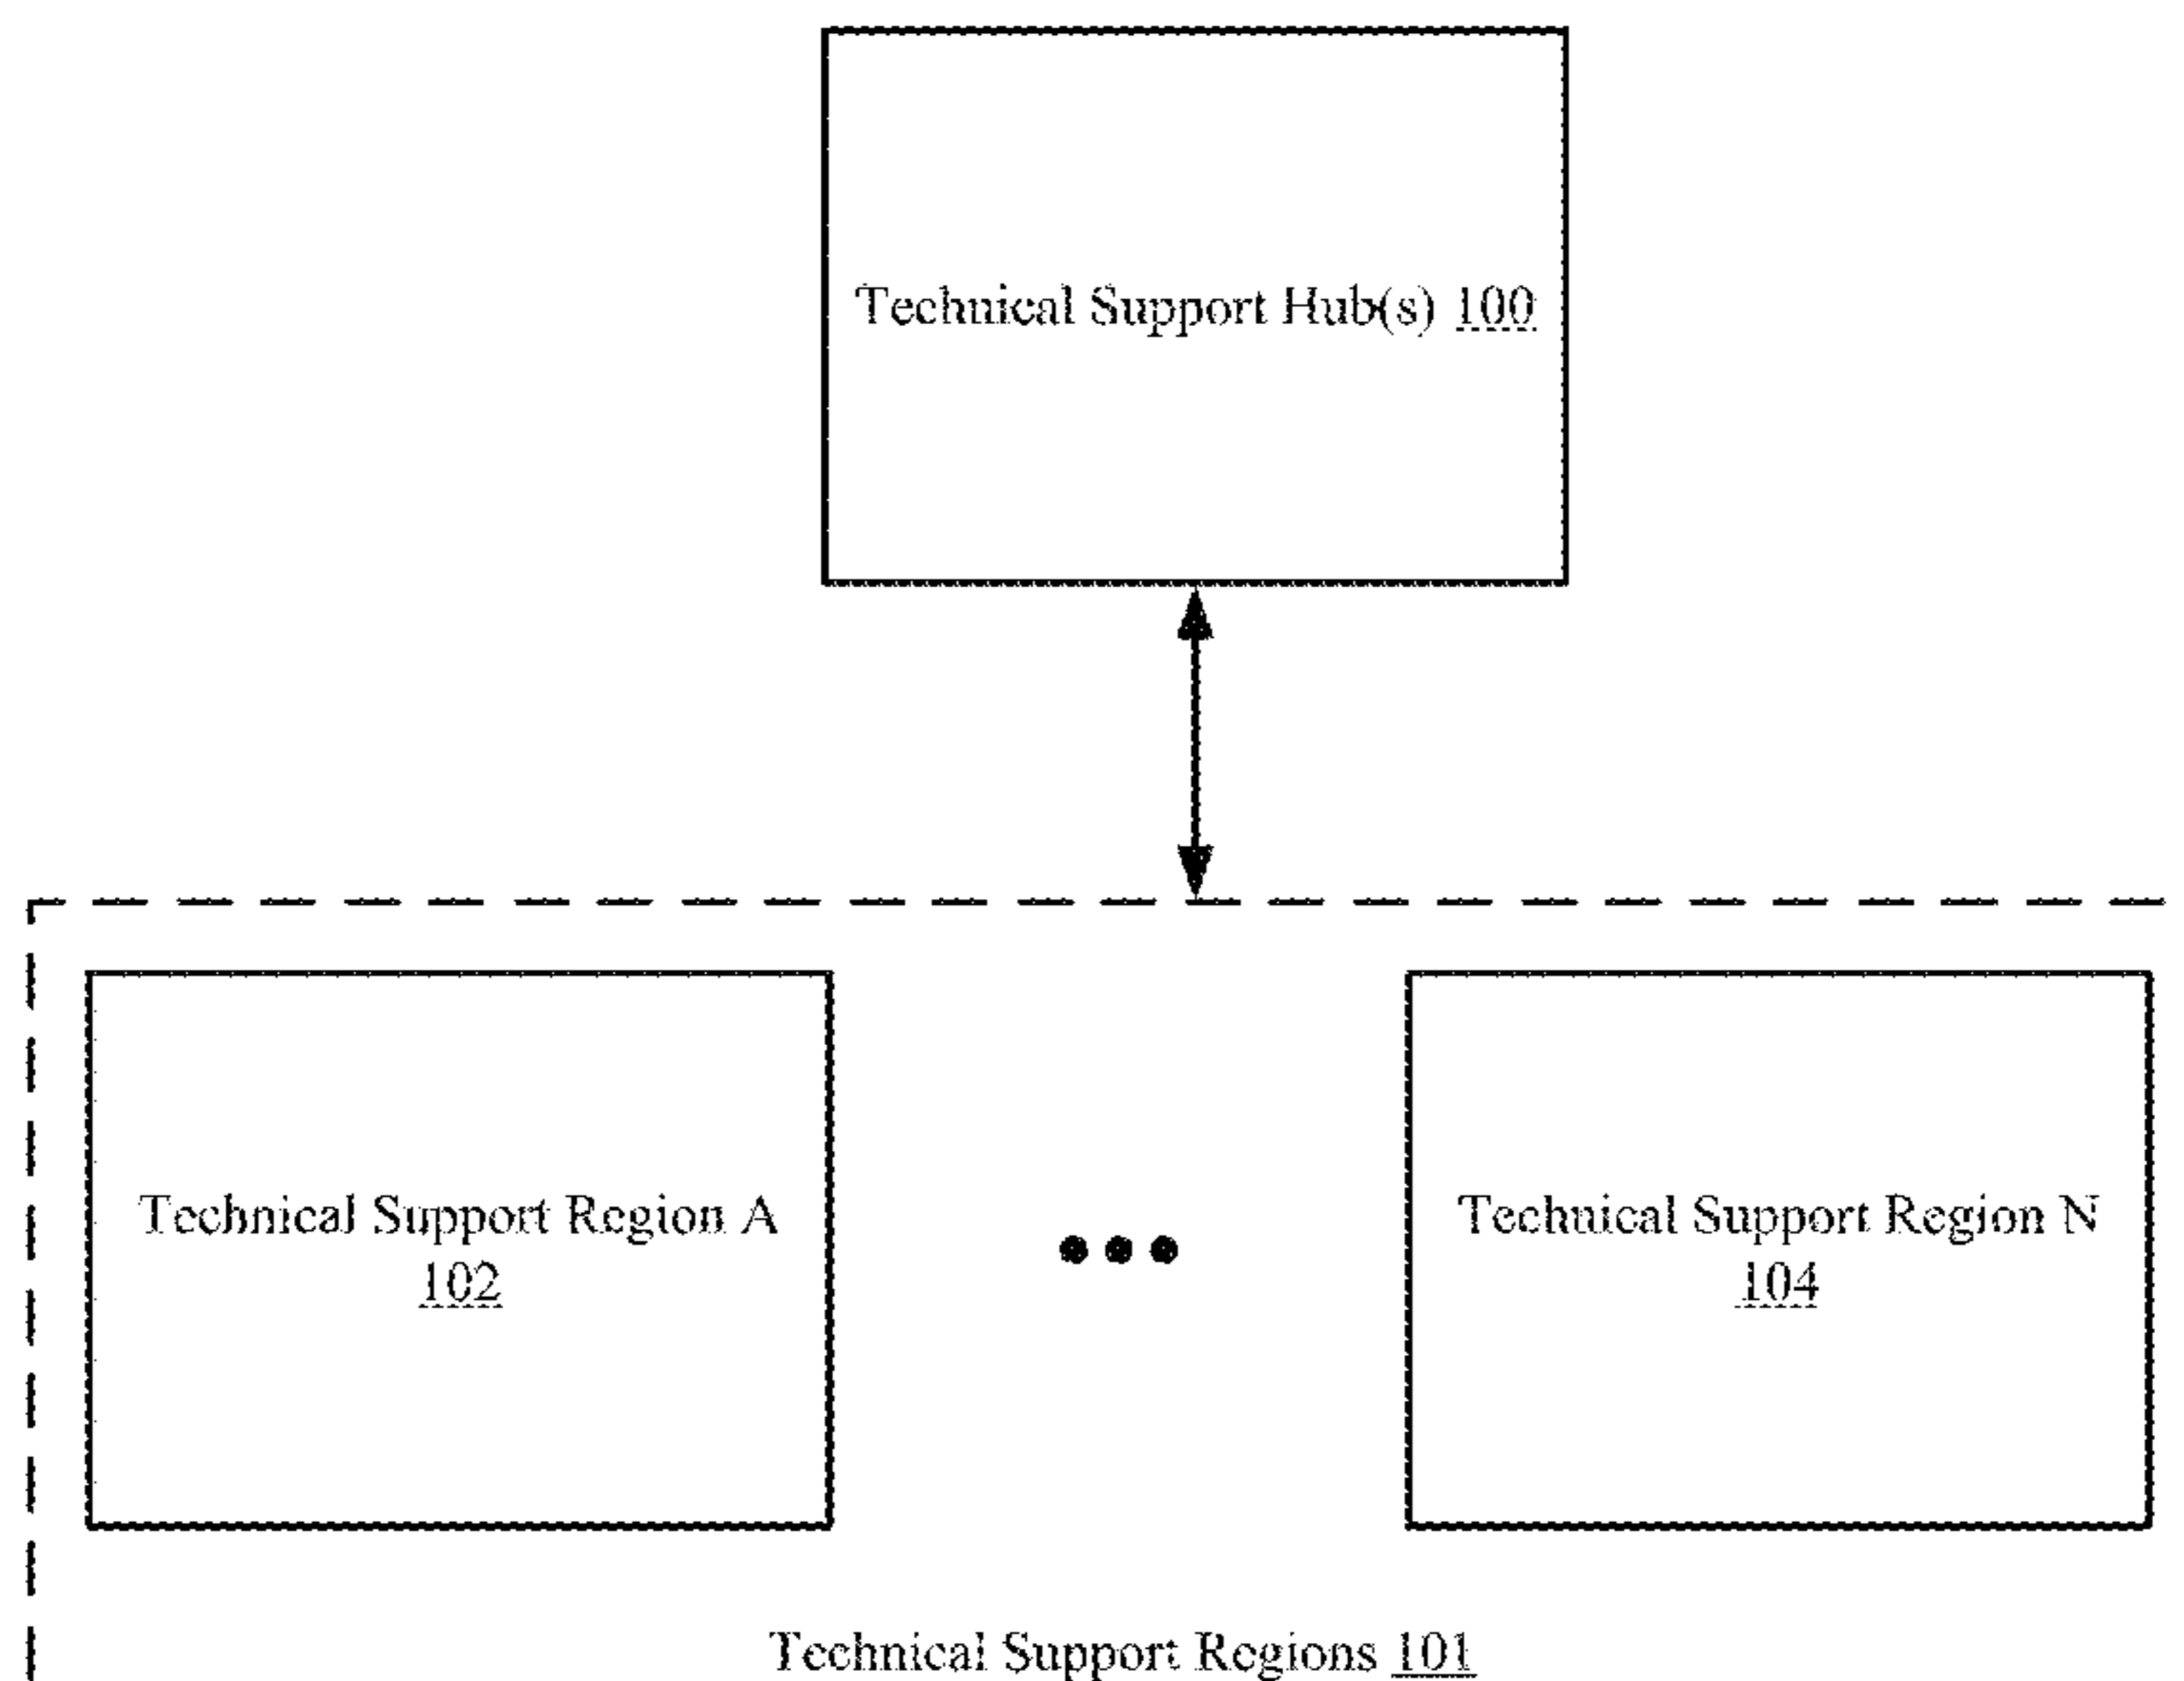 Technical Support Hub(s) 100
Technical Support Region A
102
Technical Support Region N
104
Technical Support Regions 101